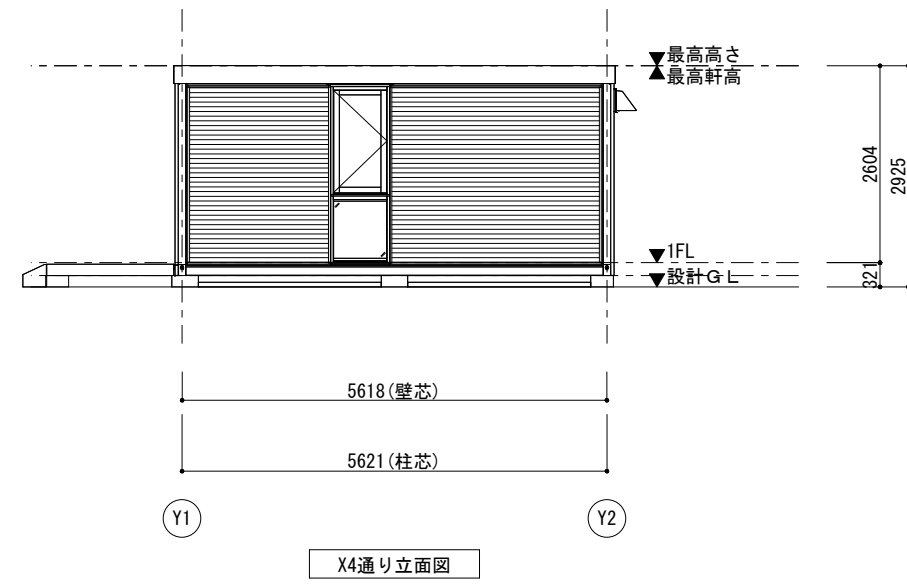 最高高さ
最高軒高
2604
2925
1FL
設計ＧＬ
321
5618(壁芯)
5621(柱芯)
Y1
Y2
X4通り立面図